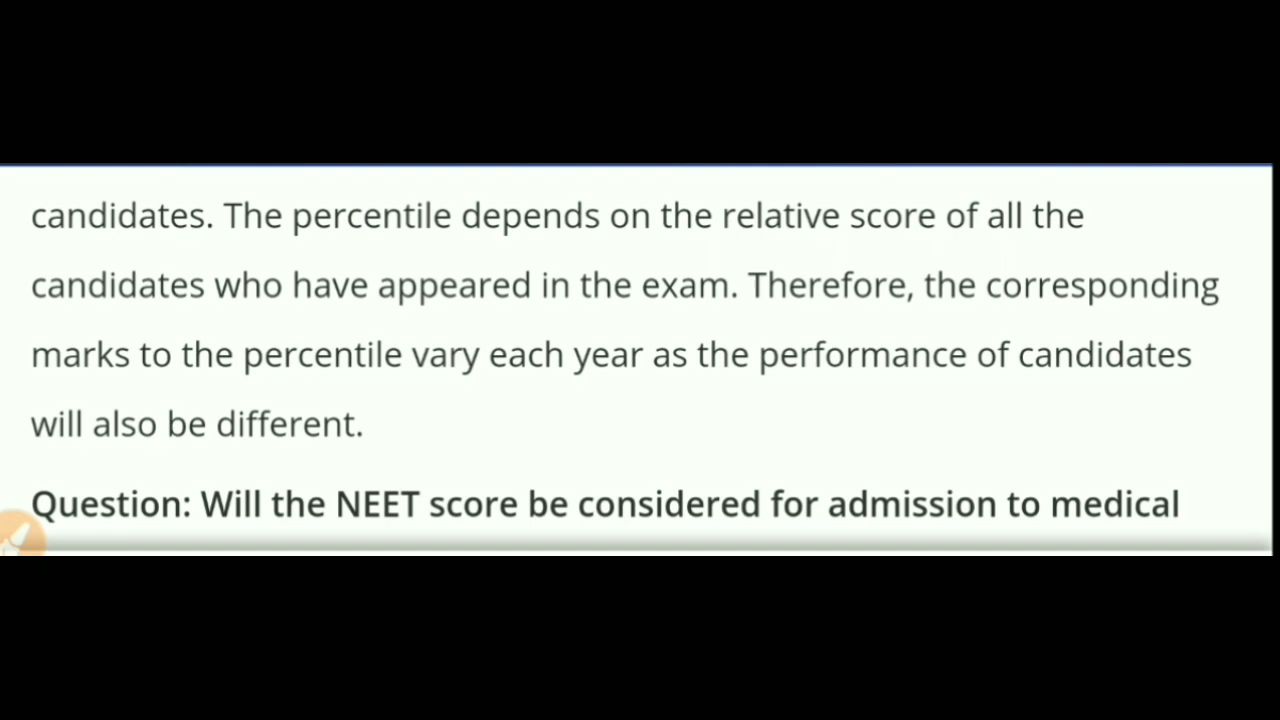 candidates. The percentile depends on the relative score of all the
candidates who have appeared in the exam. Therefore, the corresponding
marks to the percentile vary each year as the performance of candidates
will also be different.
Question: Will the NEET score be considered for admission to medical